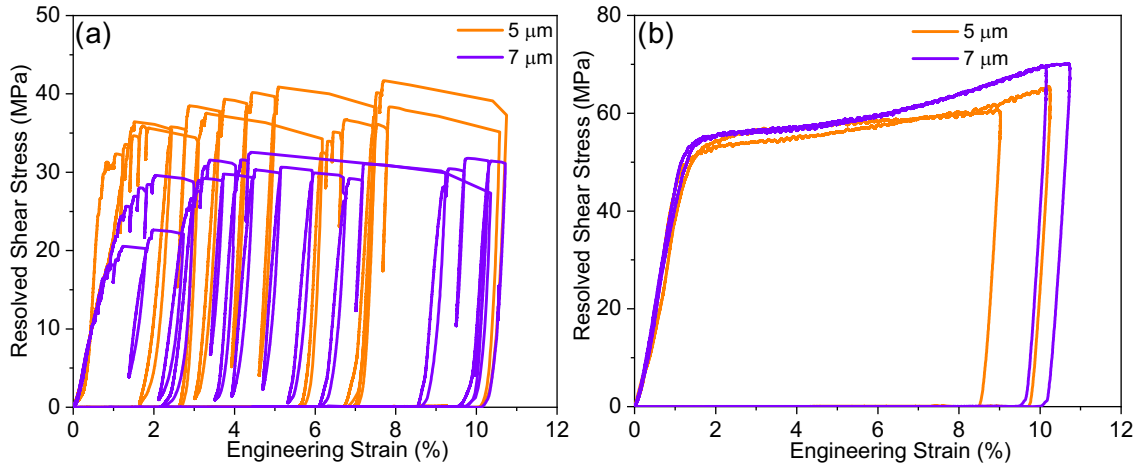 (a)
5 μm
7 μm
Resolved Shear Stress (MPa)
50
40
30
20
10
0
0 2 4 6 8 10 12
Engineering Strain (%)
(b)
5 μm
7 μm
Resolved Shear Stress (MPa)
80
60
40
20
0
0 2 4 6 8 10 12
Engineering Strain (%)